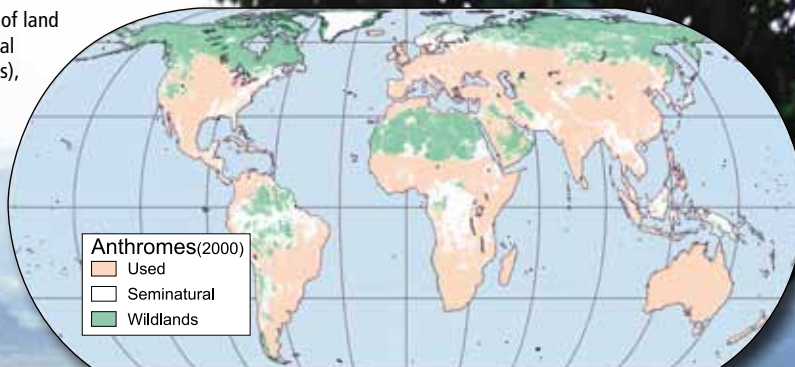 of land
al
s),
Anthromes(2000)
Used
Seminatural
Wildlands